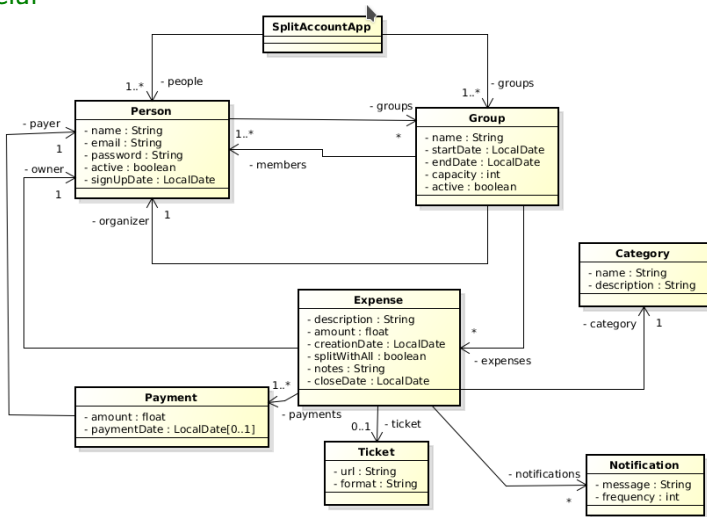 SplitAccountApp
1..*
- people
- groups
1..*
Person
- name : String
- email : String
- password : String
- active : boolean
- signUpDate : LocalDate
- groups
*
Group
- name : String
- startDate : LocalDate
- endDate : LocalDate
- capacity : int
- active : boolean
- payer
1
- owner
1
1..*
- members
- organizer
1
Category
- name : String
- description : String
- category
1
Expense
- description : String
- amount : float
- creationDate : LocalDate
- splitWithAll : boolean
- notes : String
- closeDate : LocalDate
*
- expenses
Payment
- amount : float
- paymentDate : LocalDate[0..1]
1..*
- payments
0..1
- ticket
Ticket
- url : String
- format : String
- notifications
*
Notification
- message : String
- frequency : int